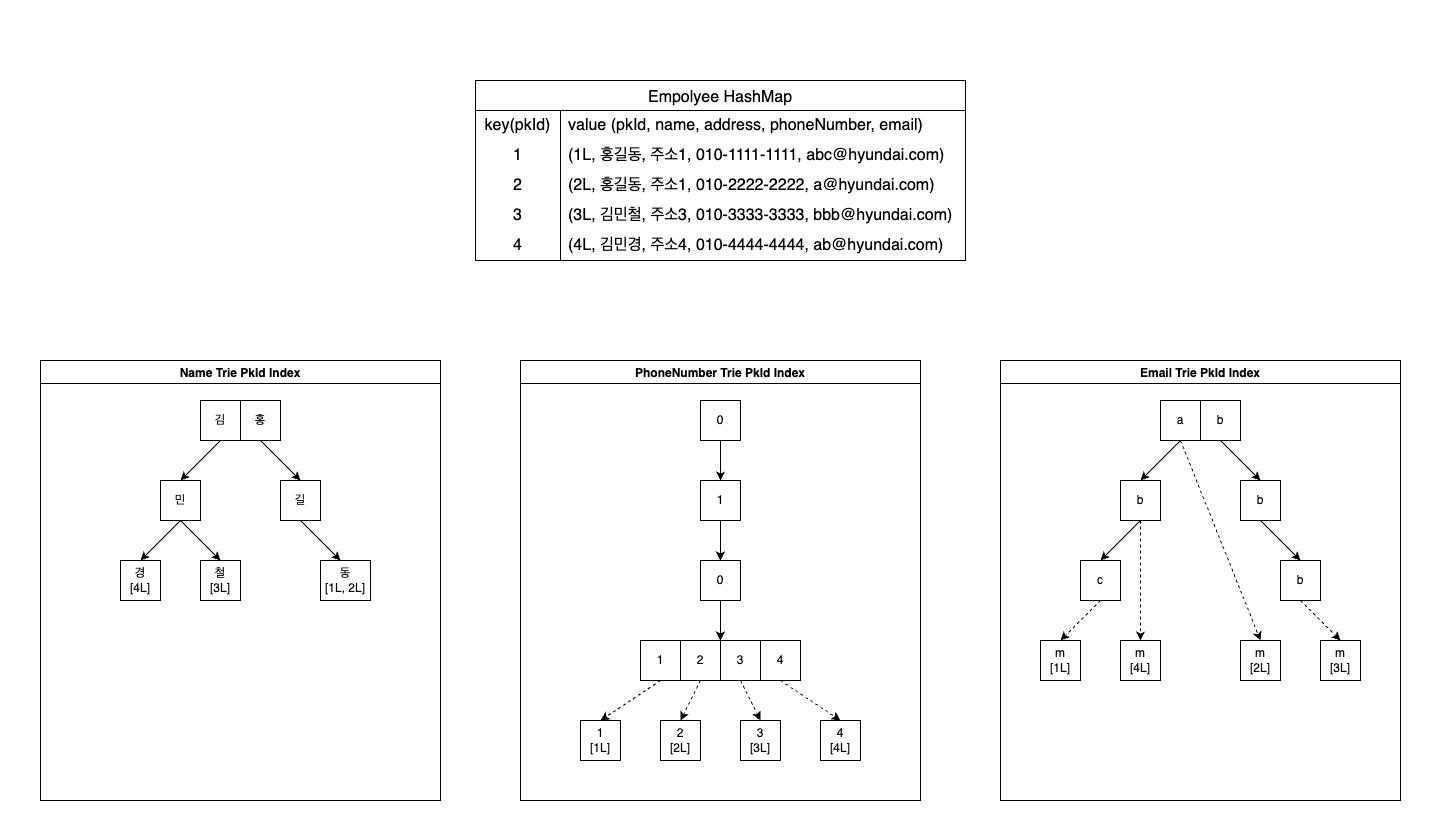 Empolyee HashMap
key(pkId) value (pkId, name, address, phoneNumber, email)
1 (1L, 홍길동, 주소1, 010-1111-1111, abc@hyundai.com)
2 (2L, 홍길동, 주소1, 010-2222-2222, a@hyundai.com)
3 (3L, 김민철, 주소3, 010-3333-3333, bbb@hyundai.com)
4 (4L, 김민경, 주소4, 010-4444-4444, ab@hyundai.com)
Name Trie PkId Index
김 홍
민 길
경 철 동
[4L] [3L] [1L, 2L]
PhoneNumber Trie PkId Index
0
1
0
1 2 3 4
1 2 3 4
[1L] [2L] [3L] [4L]
Email Trie PkId Index
a b
b b
c b
m m m m
[1L] [4L] [2L] [3L]